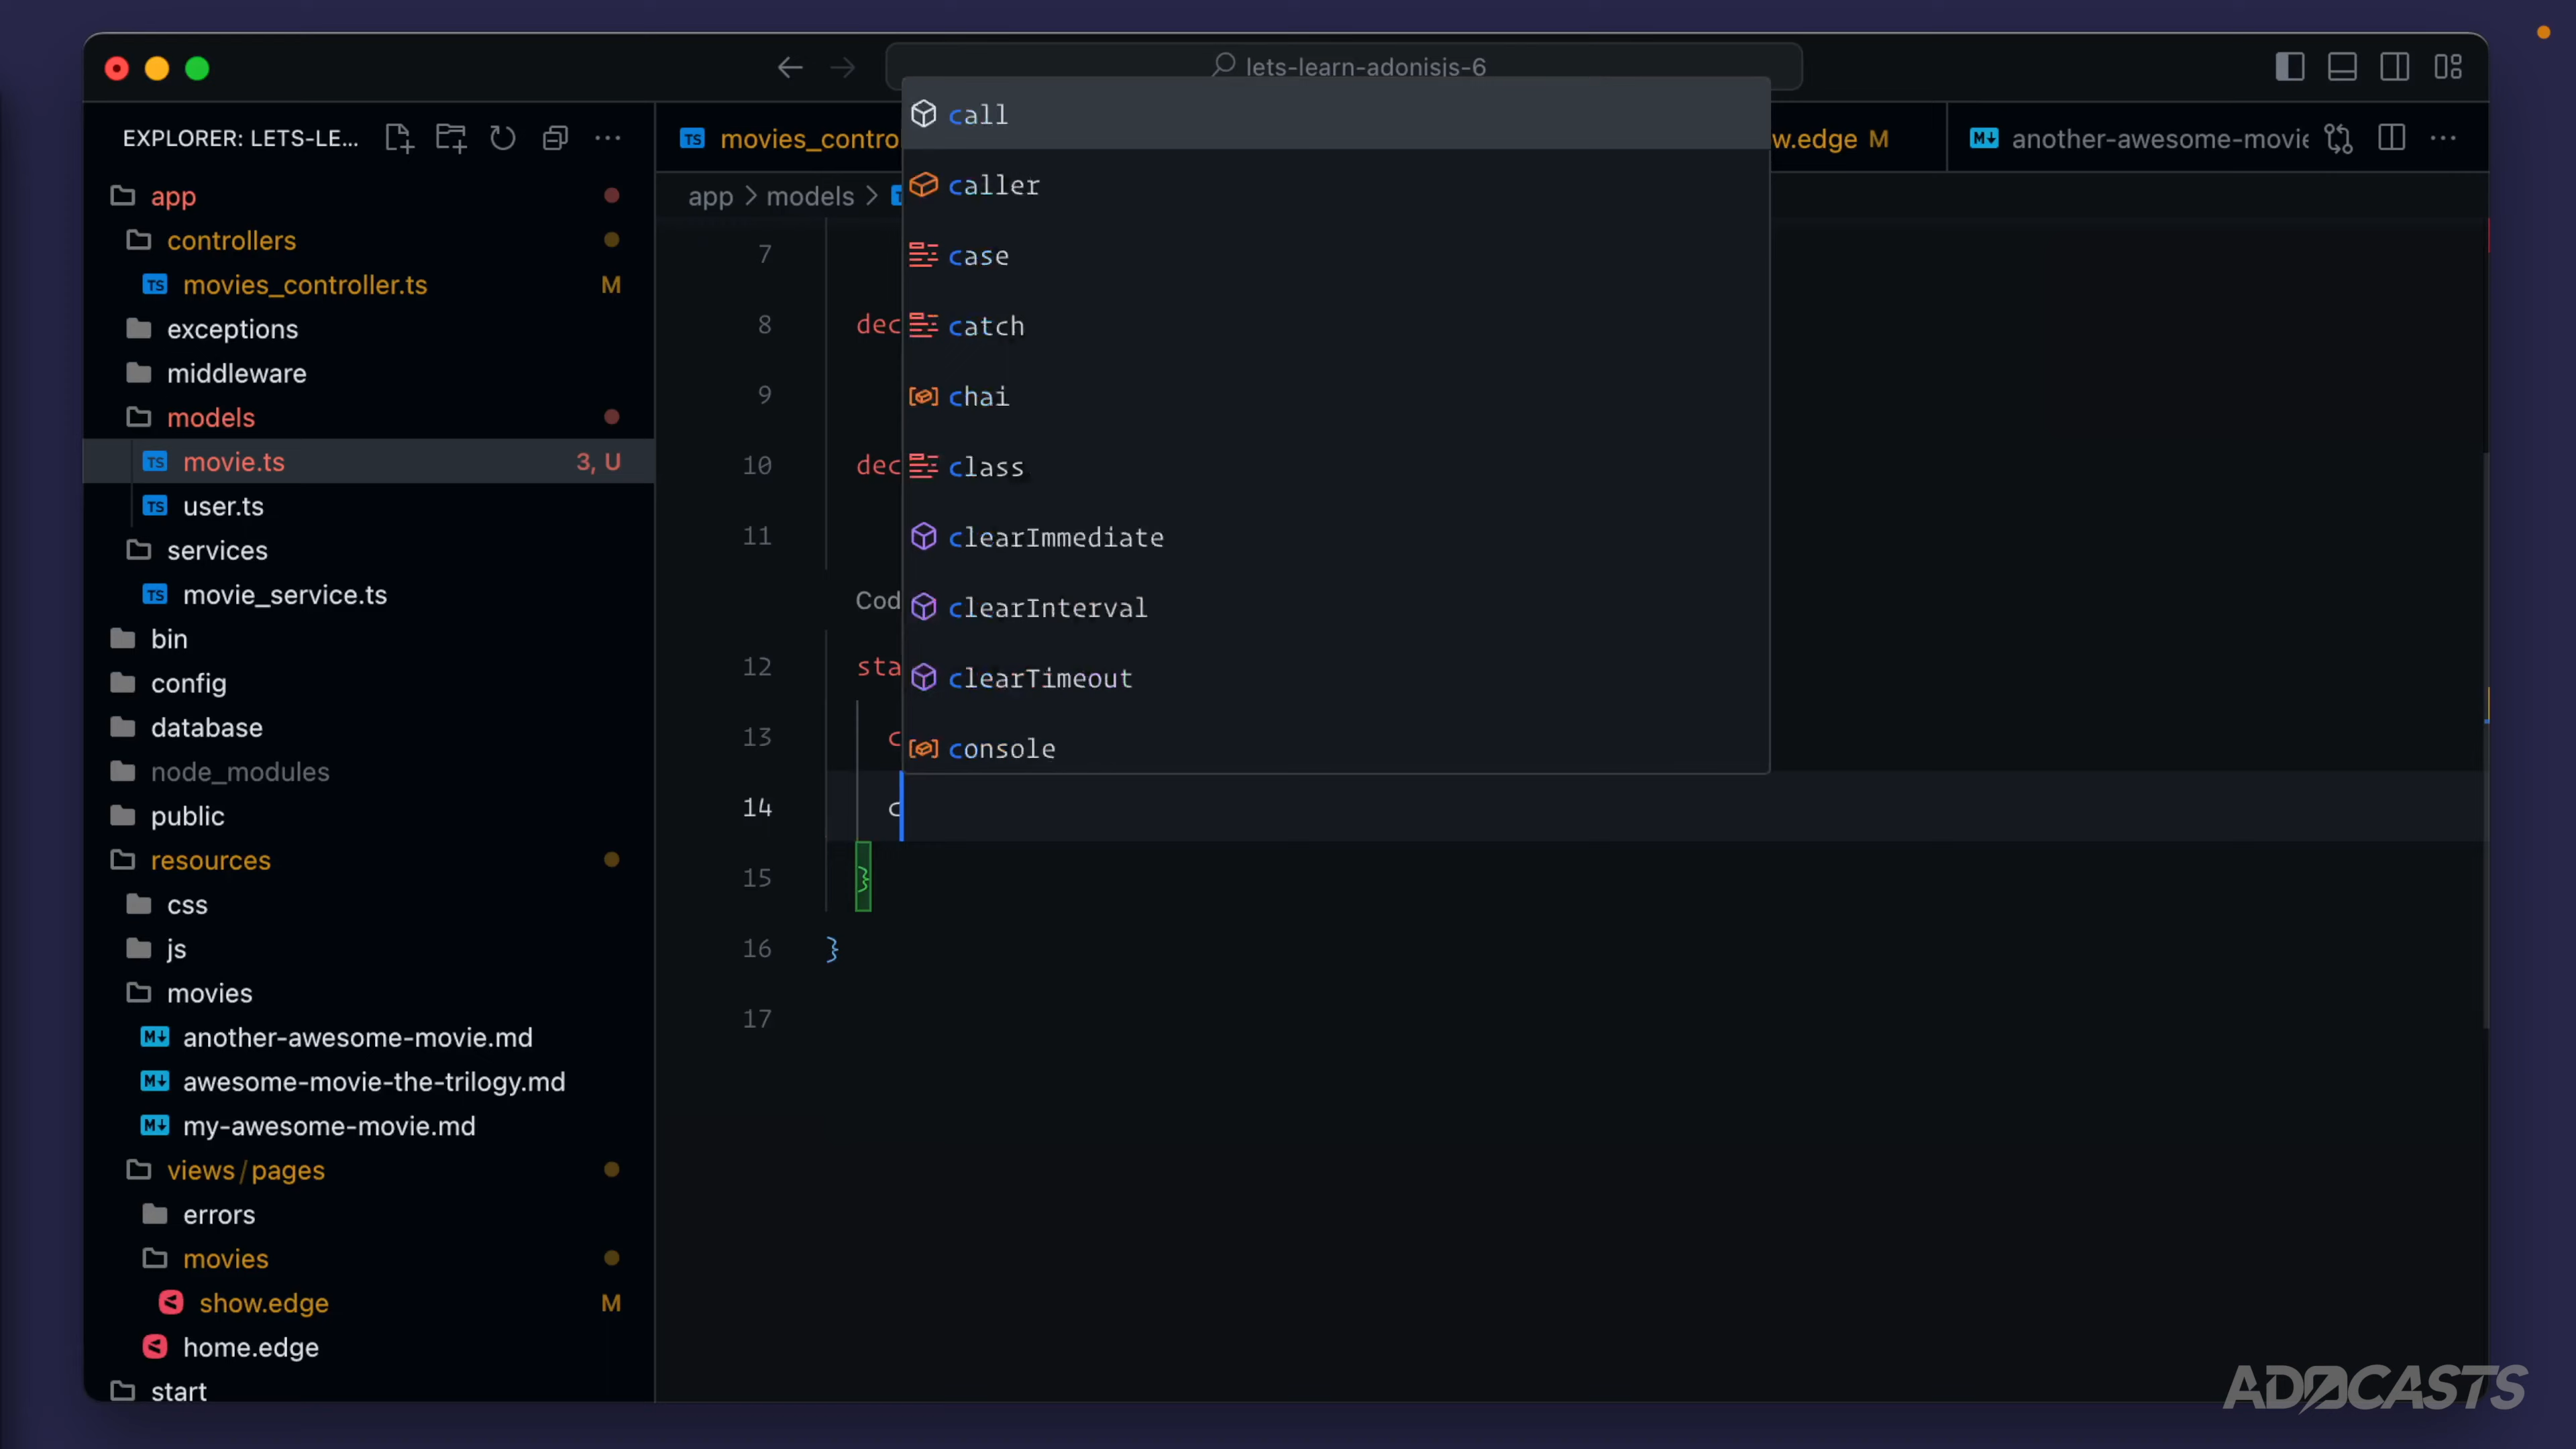 lets-learn-adonisjs-6
EXPLORER: LETS-LE...
app
controllers
movies_controller.ts M
exceptions
middleware
models
movie.ts 3, U
user.ts
services
movie_service.ts
bin
config
database
node_modules
public
resources
css
js
movies
another-awesome-movie.md
awesome-movie-the-trilogy.md
my-awesome-movie.md
views/pages
errors
movies
show.edge M
home.edge
start
movies_contro
w.edge M
another-awesome-movie
app > models >
7
8 dec
9
10 dec
11
Cod
12 sta
13 c
14 c
15 }
16 }
17
call
caller
case
catch
chai
class
clearImmediate
clearInterval
clearTimeout
console
ADOCASTS